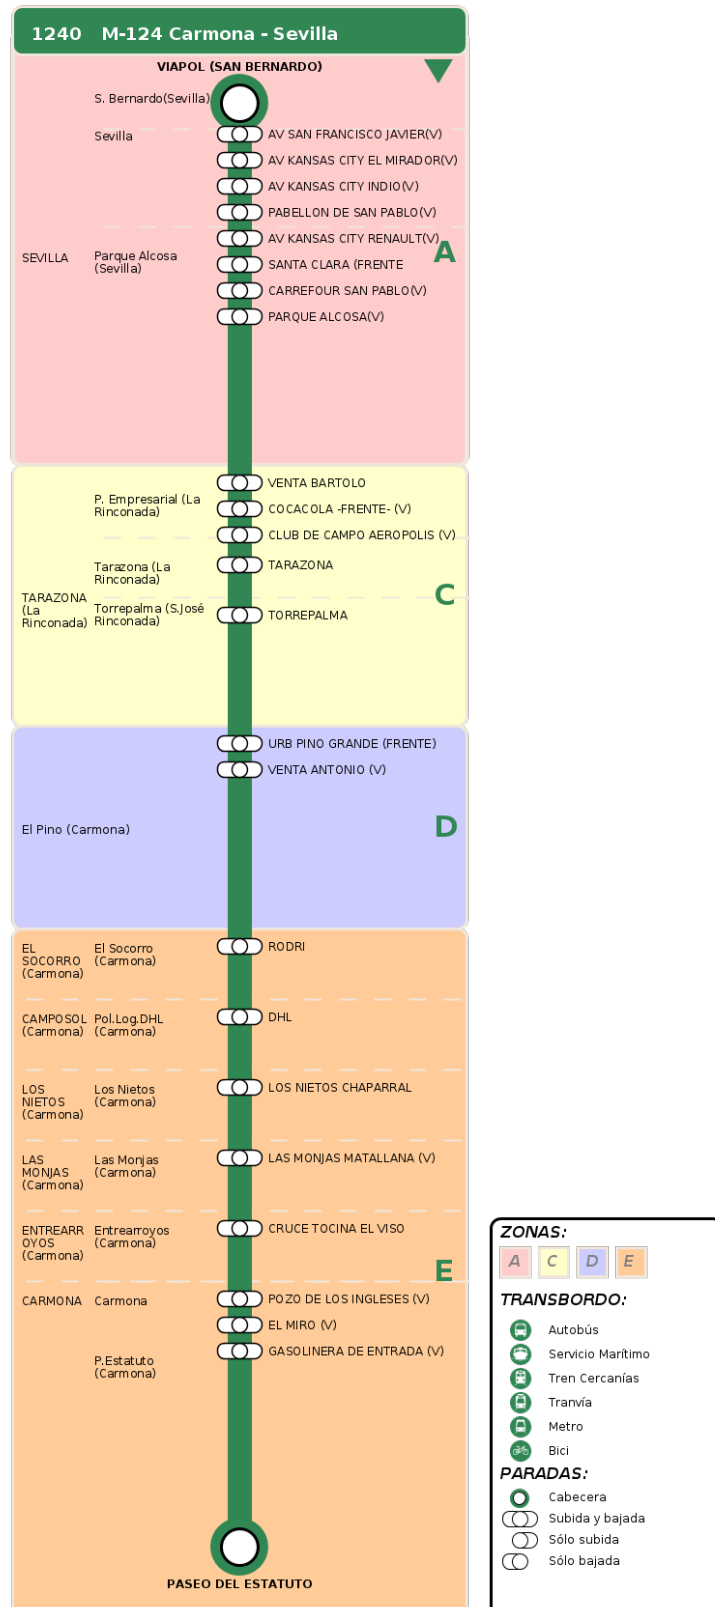 1240 M-124 Carmona - Sevilla
VIAPOL (SAN BERNARDO)
S. Bernardo(Sevilla)
Sevilla
AV SAN FRANCISCO JAVIER(V)
AV KANSAS CITY EL MIRADOR(V)
AV KANSAS CITY INDIO(V)
PABELLON DE SAN PABLO(V)
AV KANSAS CITY RENAULT(V)
A
SEVILLA
Parque Alcosa
(Sevilla)
SANTA CLARA (FRENTE
CARREFOUR SAN PABLO(V)
PARQUE ALCOSA(V)
VENTA BARTOLO
P. Empresarial (La
Rinconada)
COCACOLA -FRENTE- (V)
CLUB DE CAMPO AEROPOLIS (V)
Tarazona (La
Rinconada)
TARAZONA
C
TARAZONA
(La
Rinconada)
Torrepalma (S.José
Rinconada)
TORREPALMA
URB PINO GRANDE (FRENTE)
VENTA ANTONIO (V)
El Pino (Carmona)
D
EL
SOCORRO
(Carmona)
El Socorro
(Carmona)
RODRI
CAMPOSOL
(Carmona)
Pol.Log.DHL
(Carmona)
DHL
LOS
NIETOS
(Carmona)
Los Nietos
(Carmona)
LOS NIETOS CHAPARRAL
LAS
MONJAS
(Carmona)
Las Monjas
(Carmona)
LAS MONJAS MATALLANA (V)
ENTREARR
OYOS
(Carmona)
Entrearroyos
(Carmona)
CRUCE TOCINA EL VISO
E
CARMONA
Carmona
POZO DE LOS INGLESES (V)
EL MIRO (V)
GASOLINERA DE ENTRADA (V)
P.Estatuto
(Carmona)
PASEO DEL ESTATUTO
ZONAS:
A C D E
TRANSBORDO:
Autobús
Servicio Marítimo
Tren Cercanías
Tranvía
Metro
Bici
PARADAS:
Cabecera
Subida y bajada
Sólo subida
Sólo bajada